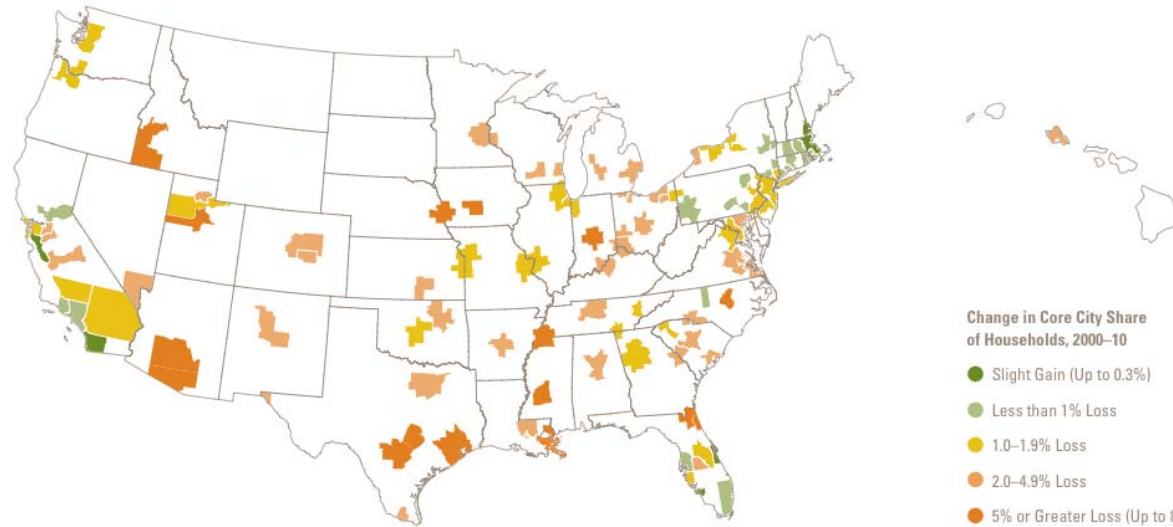 Change in Core City Share
of Households, 2000–10
Slight Gain (Up to 0.3%)
Less than 1% Loss
1.0–1.9% Loss
2.0–4.9% Loss
5% or Greater Loss (Up to